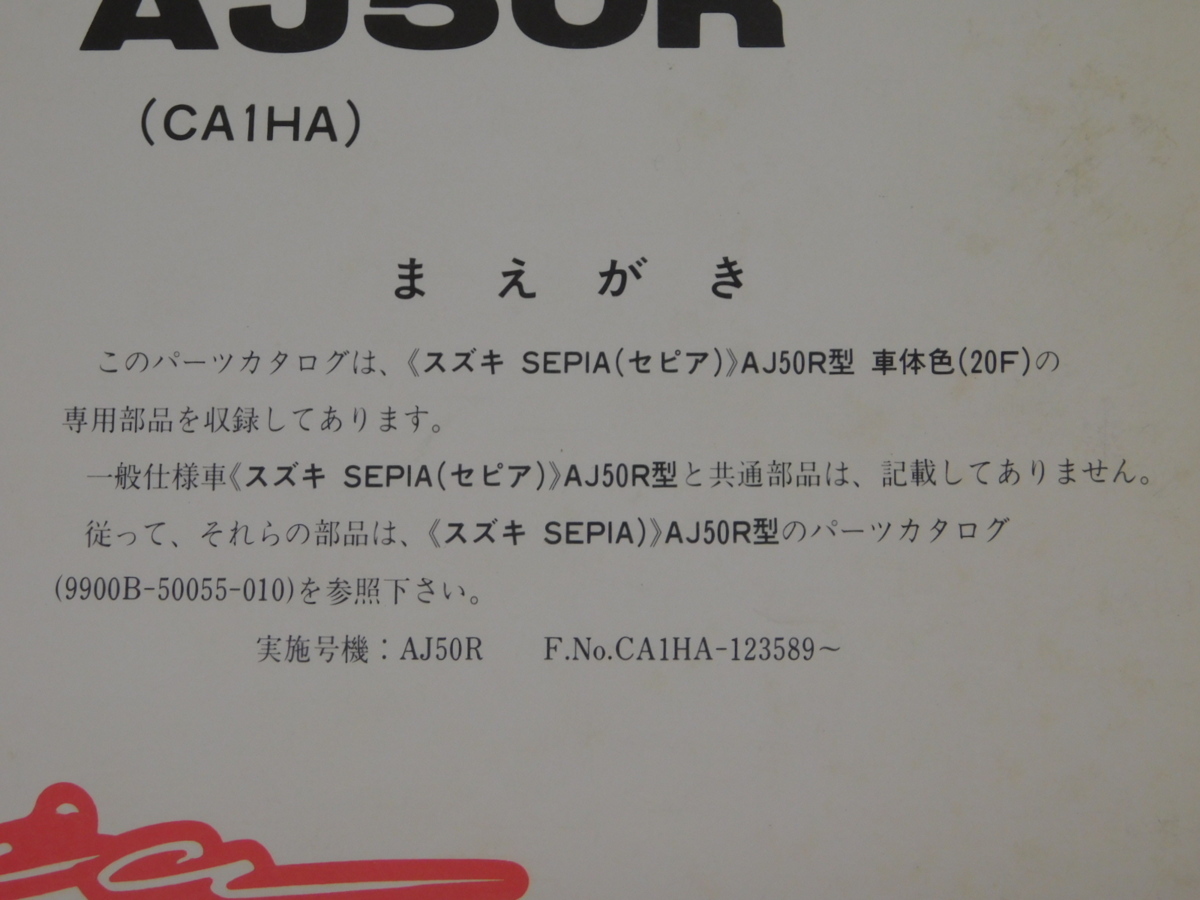 AJ50R
(CA1HA)
まえがき
このパーツカタログは、《スズキ SEPIA(セピア)》AJ50R型 車体色(20F)の
専用部品を収録してあります。
一般仕様車《スズキ SEPIA(セピア)》AJ50R型と共通部品は、記載してありません。
従って、それらの部品は、《スズキ SEPIA)》AJ50R型のパーツカタログ
(9900B-50055-010)を参照下さい。
実施号機：AJ50R F.No.CA1HA-123589~